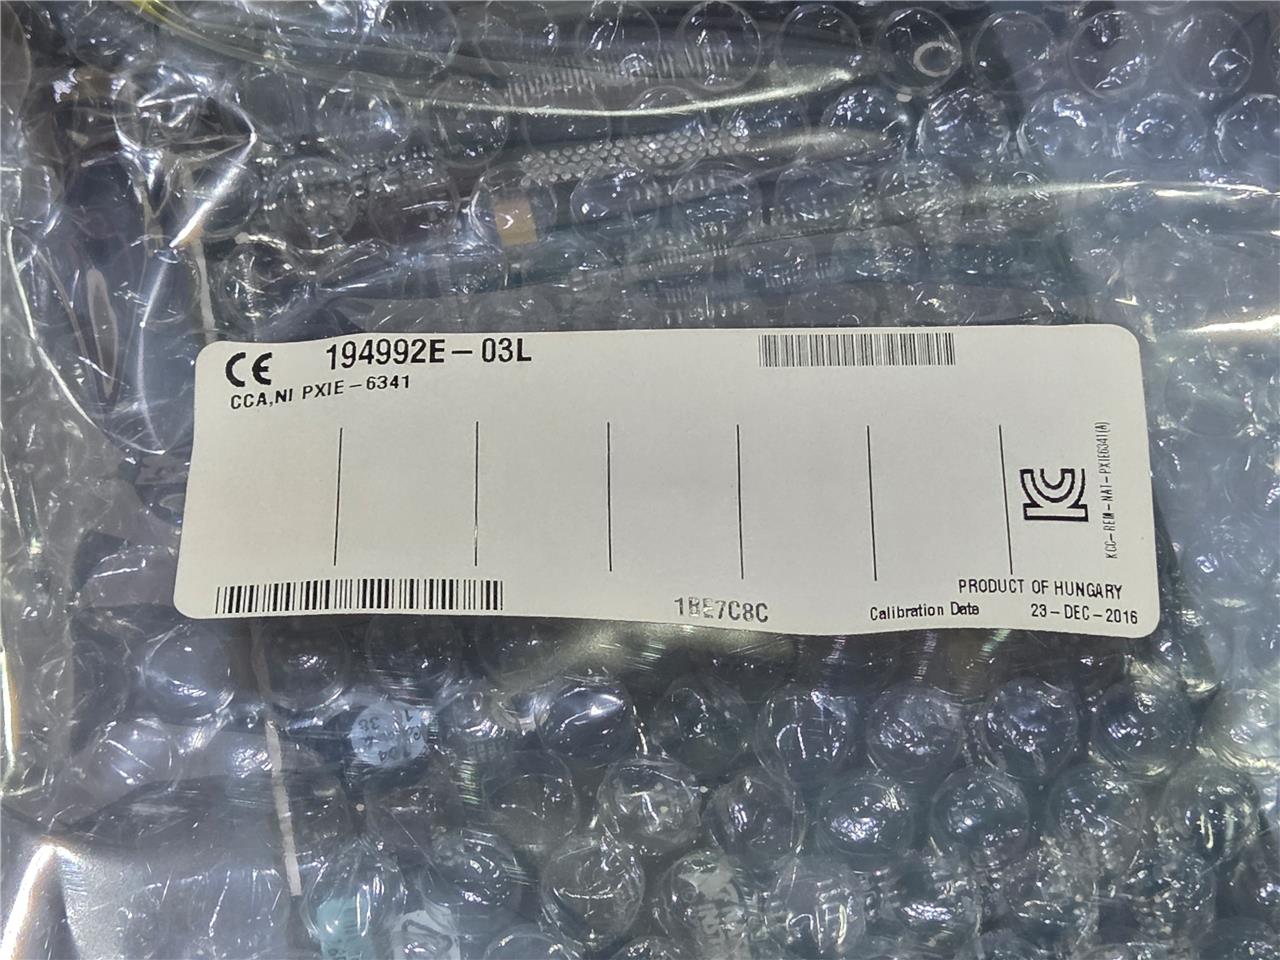 CE 194992E-03L
CCA,NI PXIE-6341
KCC-REM-NAT-PXIE6341(A)
PRODUCT OF HUNGARY
1BE7C8C
Calibration Date 23-DEC-2016